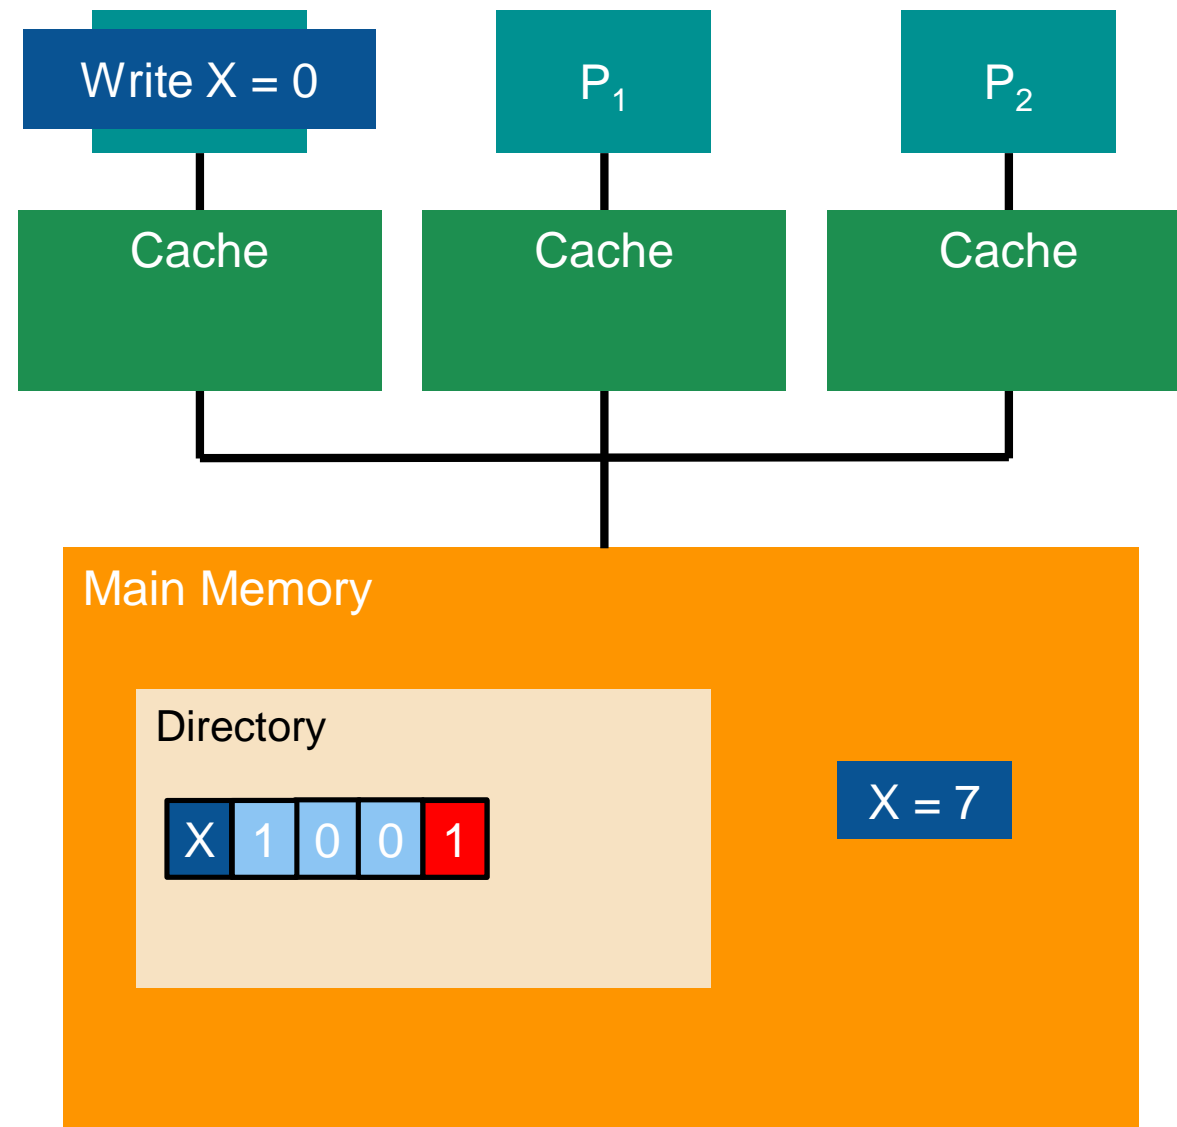 Write X = 0
P₁
P₂
Cache
Cache
Cache
Main Memory
Directory
X = 7
X 1 0 0 1